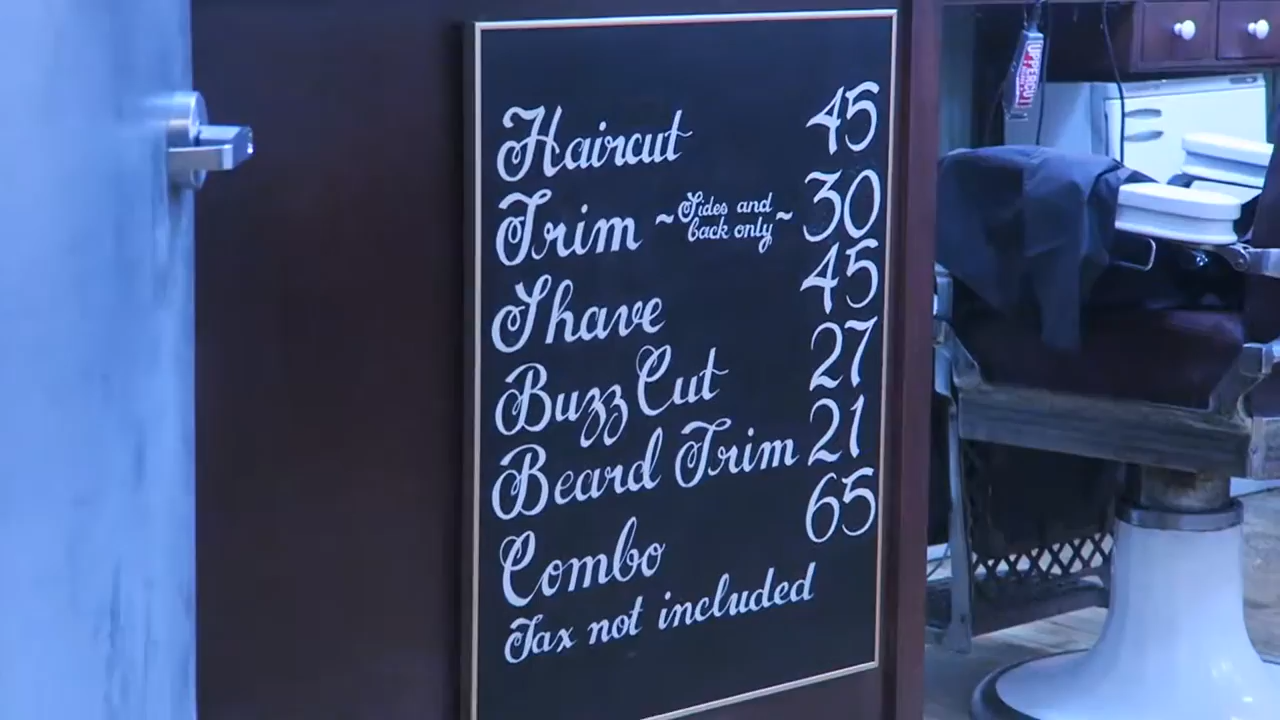 Haircut 45
Trim ~Sides and back only~ 30
Shave 45
Buzz Cut 27
Beard Trim 21
Combo 65
Tax not included
UPPERCUT